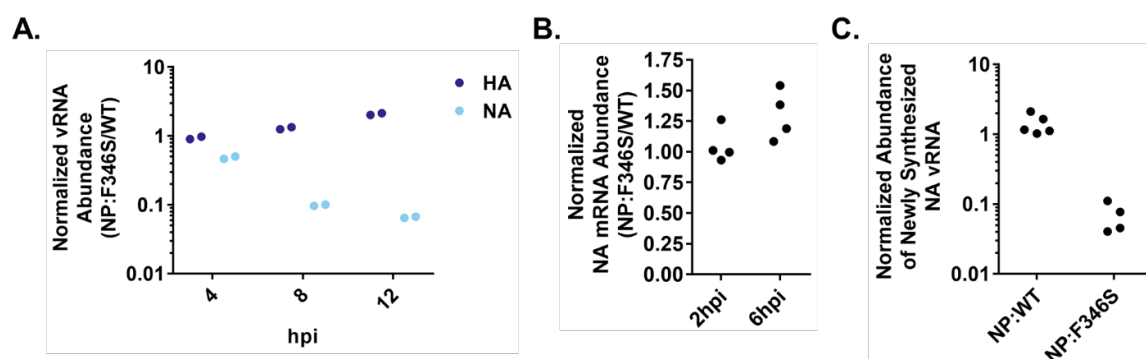 A.
Normalized vRNA
Abundance
(NP:F346S/WT)
10
1
0.1
0.01
4
8
12
hpi
HA
NA
B.
Normalized
NA mRNA Abundance
(NP:F346S/WT)
1.75
1.50
1.25
1.00
0.75
0.50
0.25
0.00
2hpi
6hpi
C.
Normalized Abundance
of Newly Synthesized
NA vRNA
10
1
0.1
0.01
NP:WT
NP:F346S